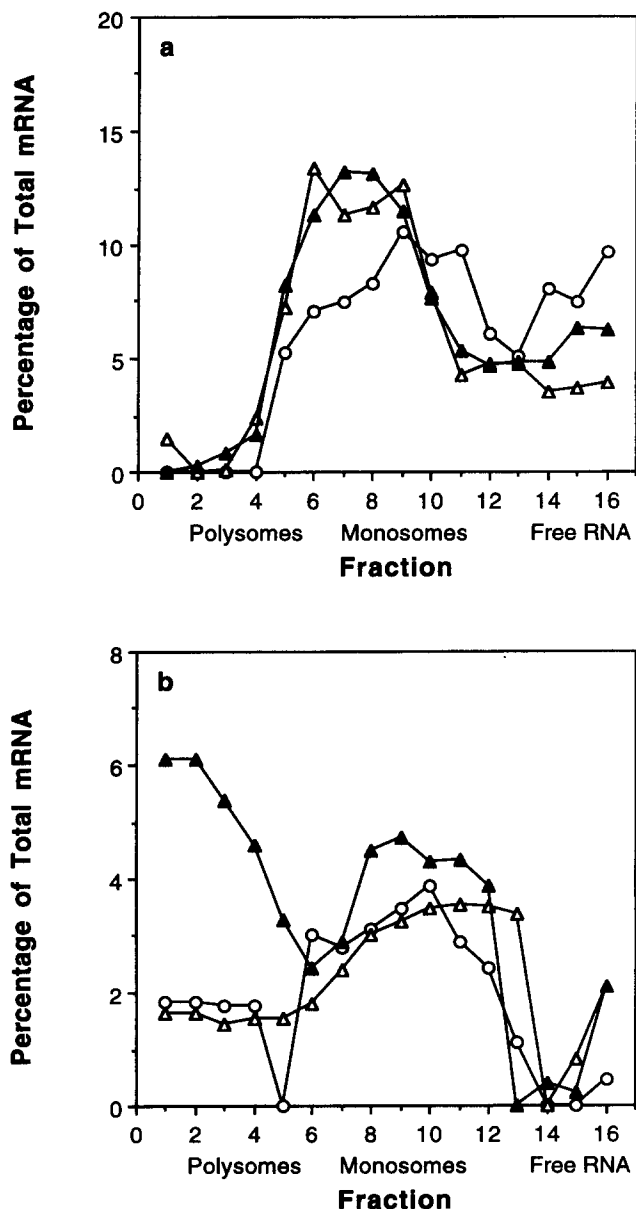 a
Percentage of Total mRNA
20
15
10
5
0
0 2 4 6 8 10 12 14 16
Polysomes Monosomes Free RNA
Fraction
b
Percentage of Total mRNA
8
6
4
2
0
0 2 4 6 8 10 12 14 16
Polysomes Monosomes Free RNA
Fraction